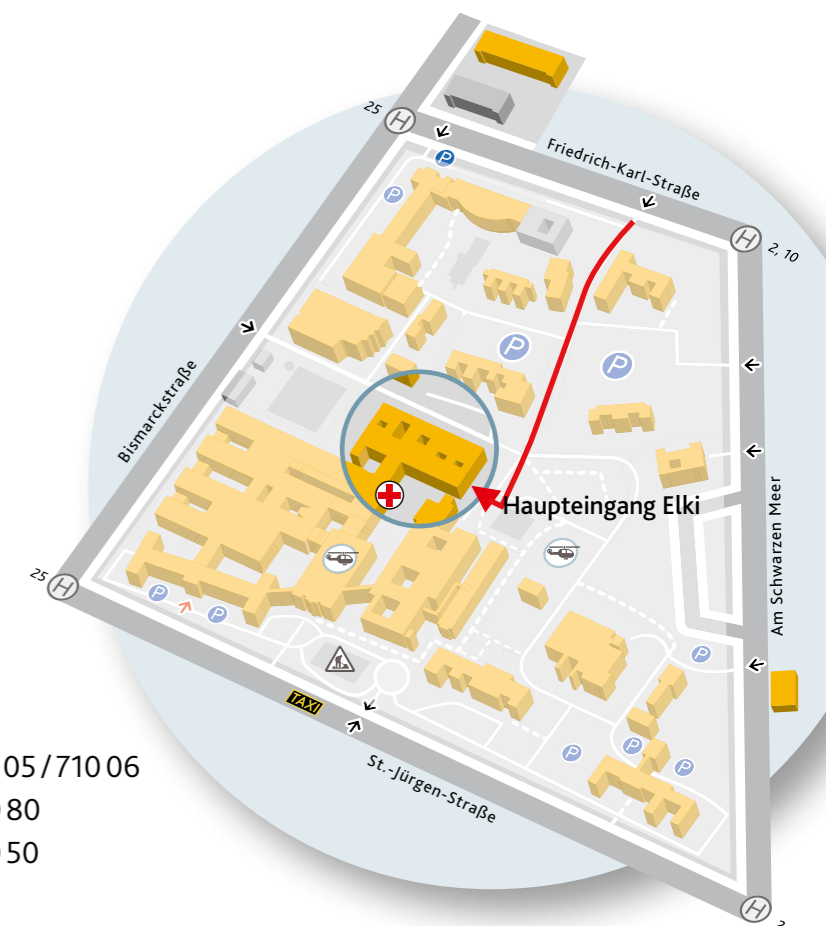 25
H
P
Friedrich-Karl-Straße
P
H
2, 10
P
P
Bismarckstraße
Haupteingang Elki
Am Schwarzen Meer
25
H
P
P
P
TAXI
05 / 710 06
80
50
St.-Jürgen-Straße
P
P
P
H